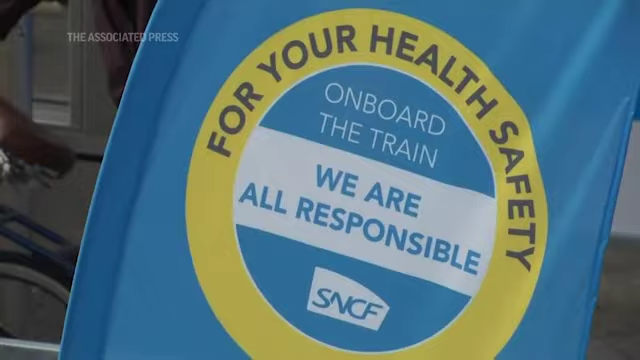 THE ASSOCIATED PRESS
FOR YOUR HEALTH SAFETY
ONBOARD
THE TRAIN
WE ARE
ALL RESPONSIBLE
SNCF